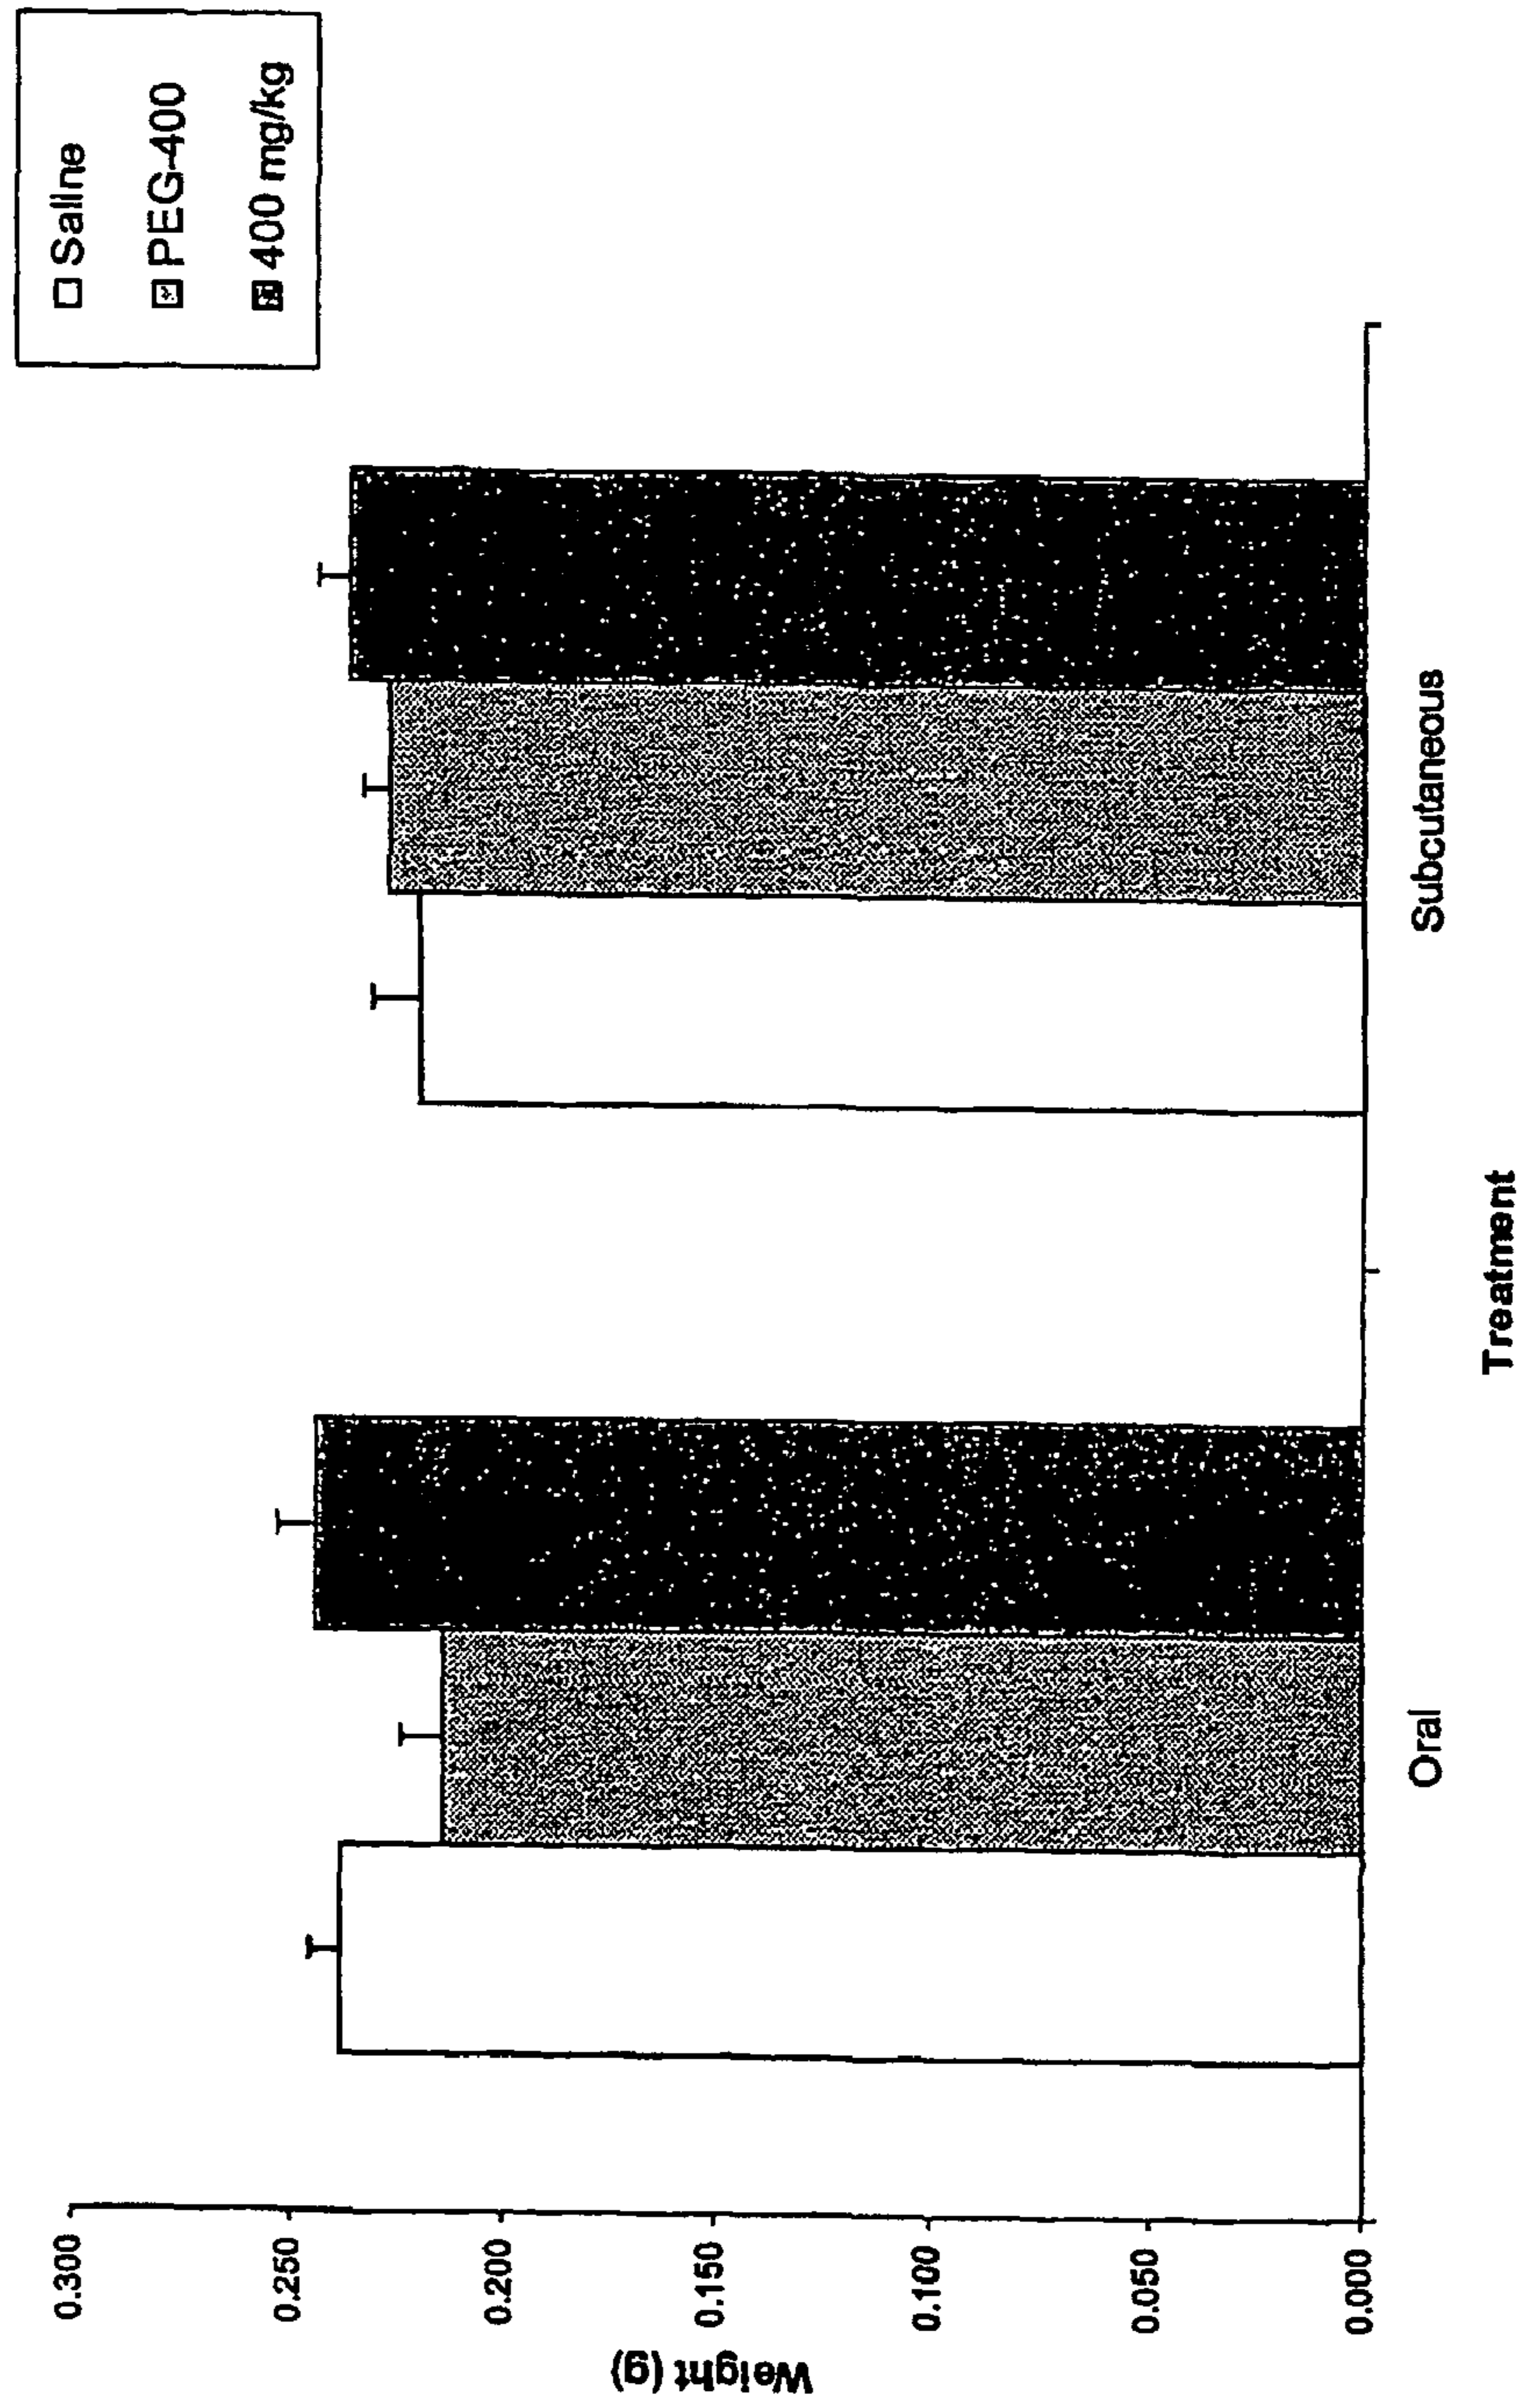 Saline
PEG-400
400 mg/kg
Weight (g)
0.300
0.250
0.200
0.150
0.100
0.050
0.000
Oral
Subcutaneous
Treatment